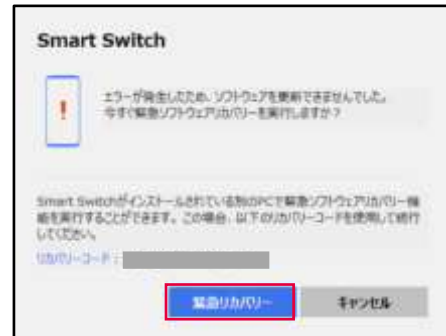 Smart Switch
エラーが発生したため、ソフトウェアを更新できませんでした。
今すぐ緊急ソフトウェアリカバリーを実行しますか？
Smart Switchがインストールされている別のPCで緊急ソフトウェアリカバリー機
能を実行することができます。この場合、以下のリカバリーコードを使用して続行
してください。
リカバリーコード：
緊急リカバリー
キャンセル